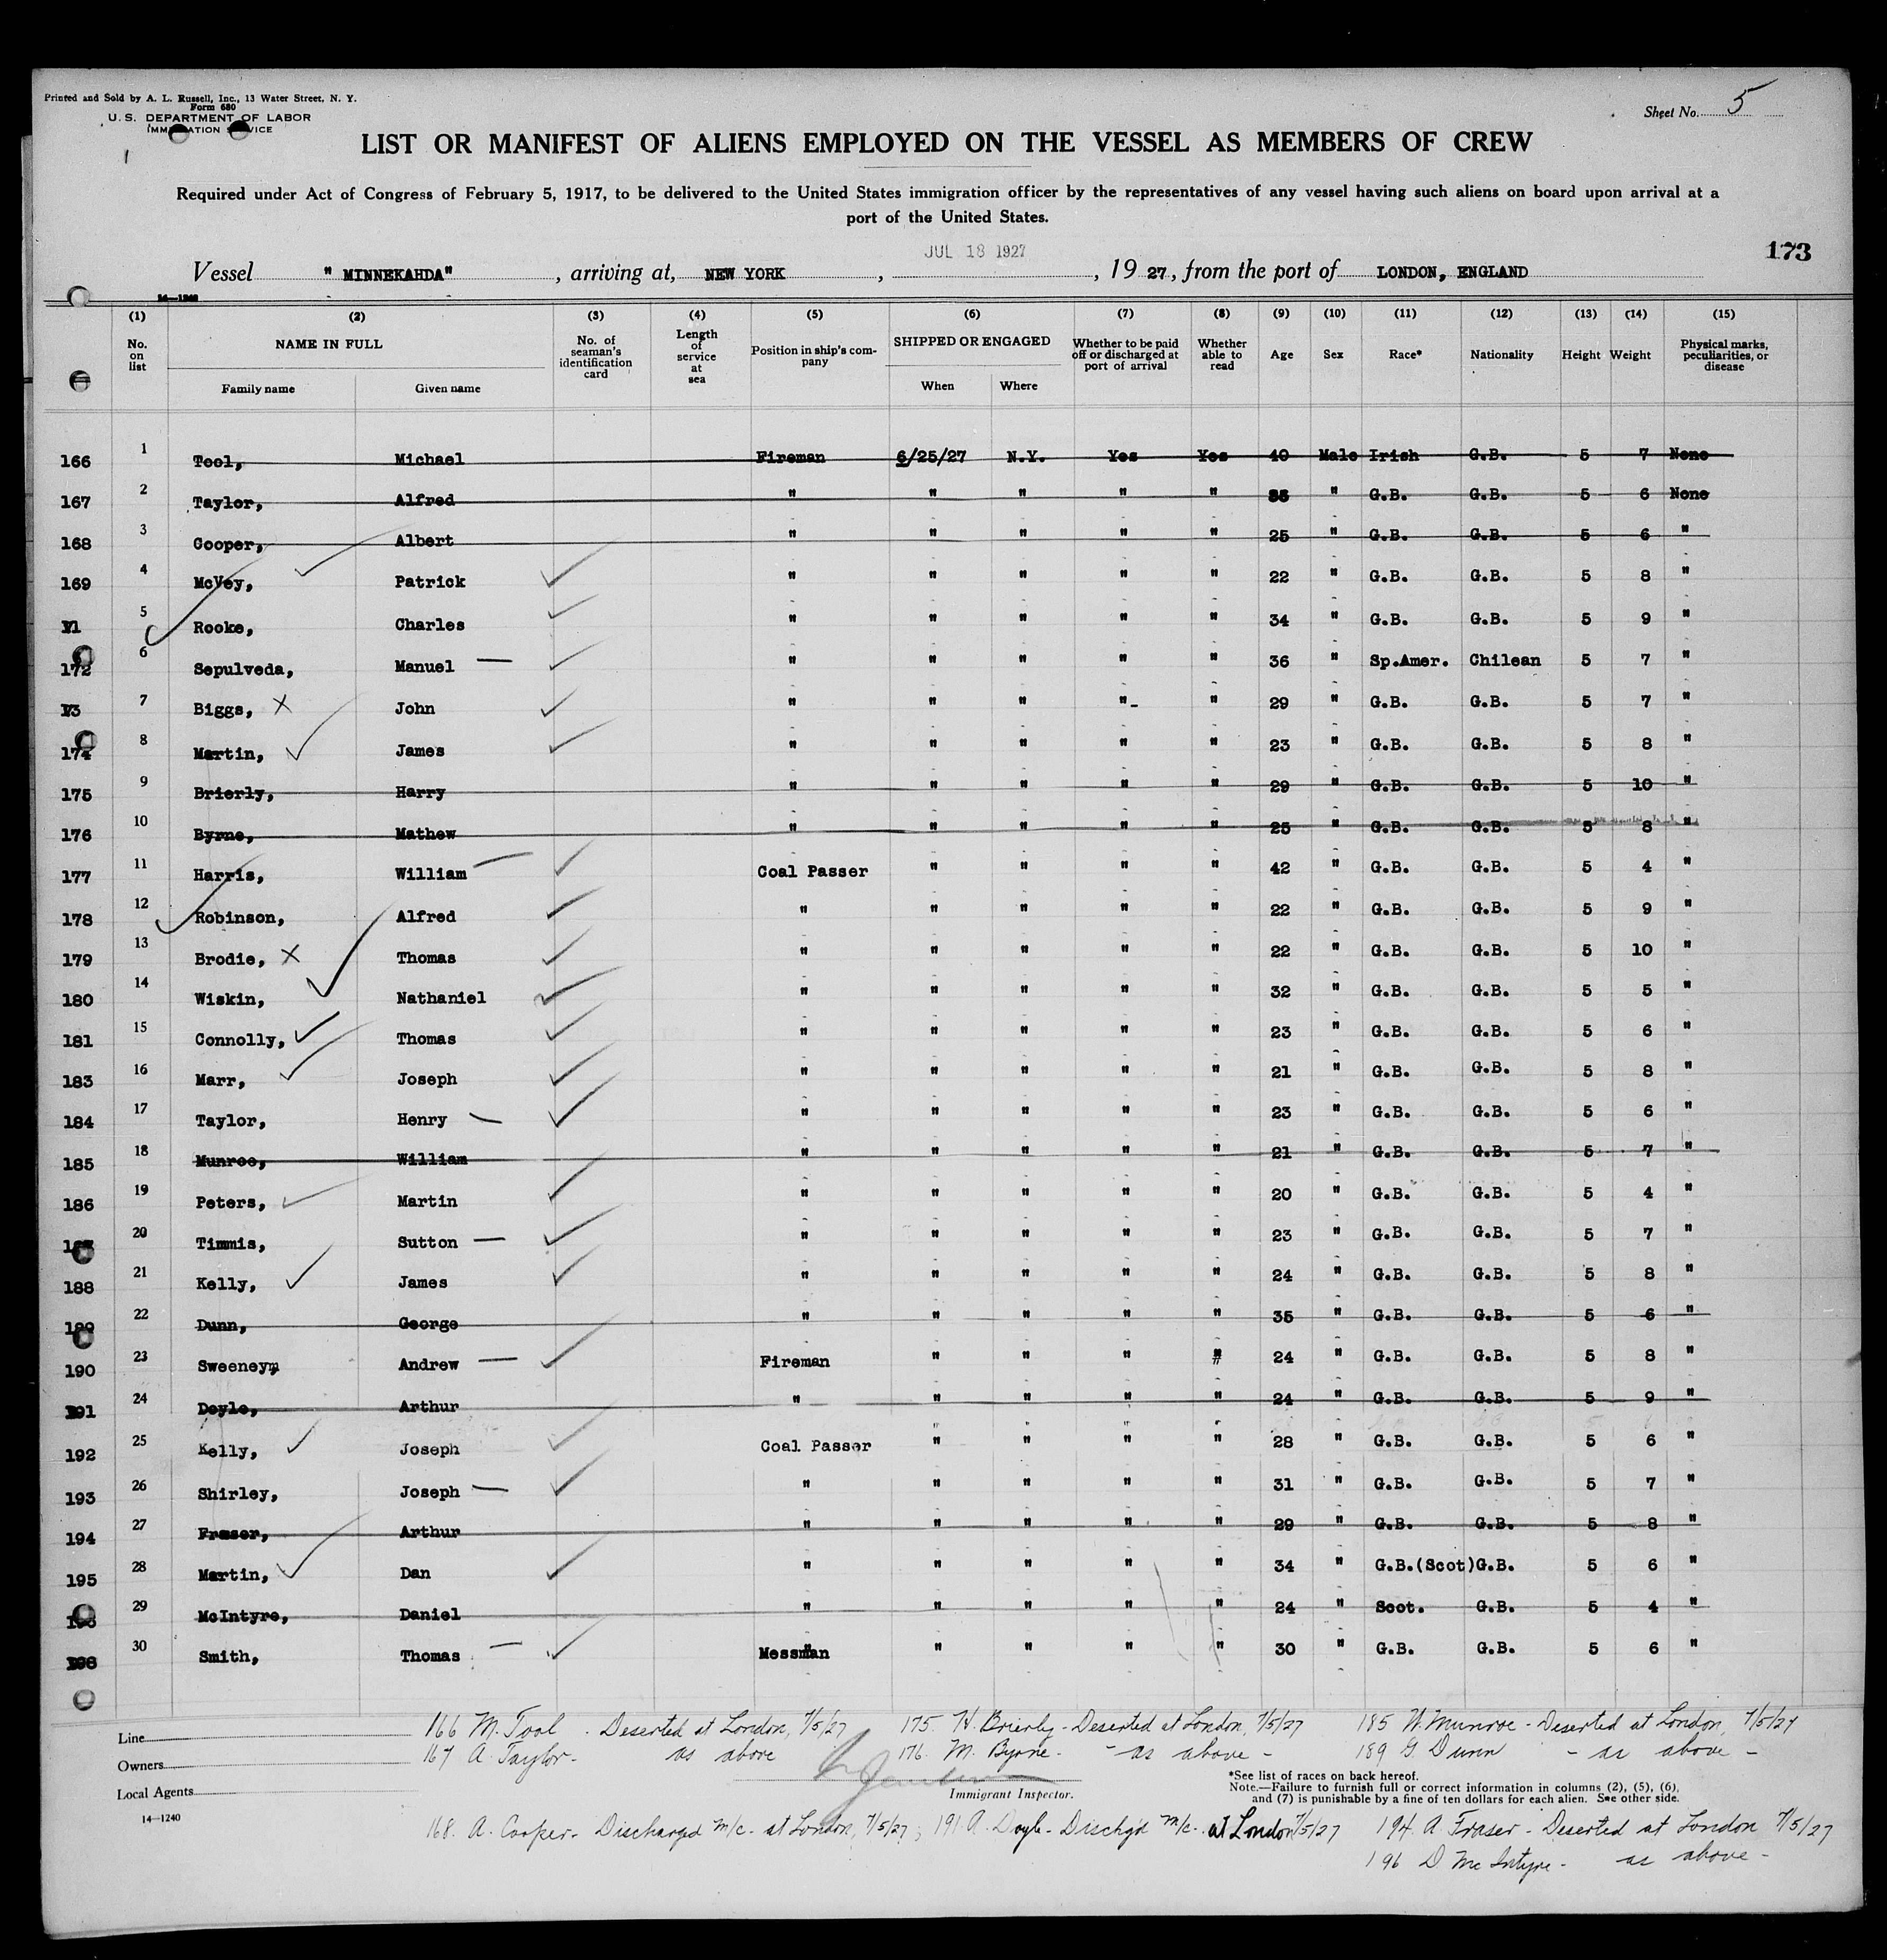 Printed and Sold by A. L. Russell, Inc., 13 Water Street, N. Y.
Form 680
U. S. DEPARTMENT OF LABOR
IMMIGRATION SERVICE
Sheet No. 5
LIST OR MANIFEST OF ALIENS EMPLOYED ON THE VESSEL AS MEMBERS OF CREW
Required under Act of Congress of February 5, 1917, to be delivered to the United States immigration officer by the representatives of any vessel having such aliens on board upon arrival at a
port of the United States.
JUL 18 1927
173
Vessel " MINNEKAHDA" , arriving at, NEW YORK , , 19 27, from the port of LONDON, ENGLAND
(1) (2) (3) (4) (5) (6) (7) (8) (9) (10) (11) (12) (13) (14) (15)
No. on list NAME IN FULL Family name Given name No. of seaman's identification card Length of service at sea Position in ship's company SHIPPED OR ENGAGED When Where Whether to be paid off or discharged at port of arrival Whether able to read Age Sex Race* Nationality Height Weight Physical marks, peculiarities, or disease
166 1 Tool, Michael Fireman 6/25/27 N.Y. Yes Yes 40 Male Irish G.B. 5 7 None
167 2 Taylor, Alfred " " " " " " G.B. G.B. 5 6 None
168 3 Cooper, Albert " " " " " 25 " G.B. G.B. 5 6 "
169 4 McVey, Patrick " " " " " 22 " G.B. G.B. 5 8 "
5 Rooke, Charles " " " " " 34 " G.B. G.B. 5 9 "
172 6 Sepulveda, Manuel " " " " " 36 " Sp.Amer. Chilean 5 7 "
7 Biggs, John " " " "- " 29 " G.B. G.B. 5 7 "
174 8 Martin, James " " " " " 23 " G.B. G.B. 5 8 "
175 9 Brierly, Harry " " " " " 29 " G.B. G.B. 5 10 "
176 10 Byrne, Mathew " " " " " 25 " G.B. G.B. 5 8 "
177 11 Harris, William Coal Passer " " " " 42 " G.B. G.B. 5 4 "
178 12 Robinson, Alfred " " " " " 22 " G.B. G.B. 5 9 "
179 13 Brodie, Thomas " " " " " 22 " G.B. G.B. 5 10 "
180 14 Wiskin, Nathaniel " " " " " 32 " G.B. G.B. 5 5 "
181 15 Connolly, Thomas " " " " " 23 " G.B. G.B. 5 6 "
183 16 Marr, Joseph " " " " " 21 " G.B. G.B. 5 8 "
184 17 Taylor, Henry " " " " " 23 " G.B. G.B. 5 6 "
185 18 Munroe, William " " " " " 21 " G.B. G.B. 5 7 "
186 19 Peters, Martin " " " " " 20 " G.B. G.B. 5 4 "
187 20 Timmis, Sutton " " " " " 23 " G.B. G.B. 5 7 "
188 21 Kelly, James " " " " " 24 " G.B. G.B. 5 8 "
189 22 Dunn, George " " " " " 35 " G.B. G.B. 5 6 "
190 23 Sweeney, Andrew Fireman " " " " 24 " G.B. G.B. 5 8 "
191 24 Doyle, Arthur " " " " " 24 " G.B. G.B. 5 9 "
192 25 Kelly, Joseph Coal Passer " " " " 28 " G.B. G.B. 5 6 "
193 26 Shirley, Joseph " " " " " 31 " G.B. G.B. 5 7 "
194 27 Fraser, Arthur " " " " " 29 " G.B. G.B. 5 8 "
195 28 Martin, Dan " " " " " 34 " G.B.(Scot) G.B. 5 6 "
196 29 McIntyre, Daniel " " " " " 24 " Scot. G.B. 5 4 "
30 Smith, Thomas Messman " " " " 30 " G.B. G.B. 5 6 "
166 M. Tool . Deserted at London, 7/5/27 175. H. Brierly - Deserted at London, 7/5/27 185 W. Munroe - Deserted at London, 7/5/27
167 A. Taylor - as above 176. M. Byrne - - as above - 189 G. Dunn - as above -
Line
Owners
Local Agents
14—1240
Immigrant Inspector.
*See list of races on back hereof.
Note.—Failure to furnish full or correct information in columns (2), (5), (6),
and (7) is punishable by a fine of ten dollars for each alien. See other side.
168. A. Cooper - Discharged m/c - at London, 7/5/27; 191 A. Doyle - Dischg'd m/c - at London 7/5/27 194. A. Fraser - Deserted at London 7/5/27
196 D McIntyre - as above -